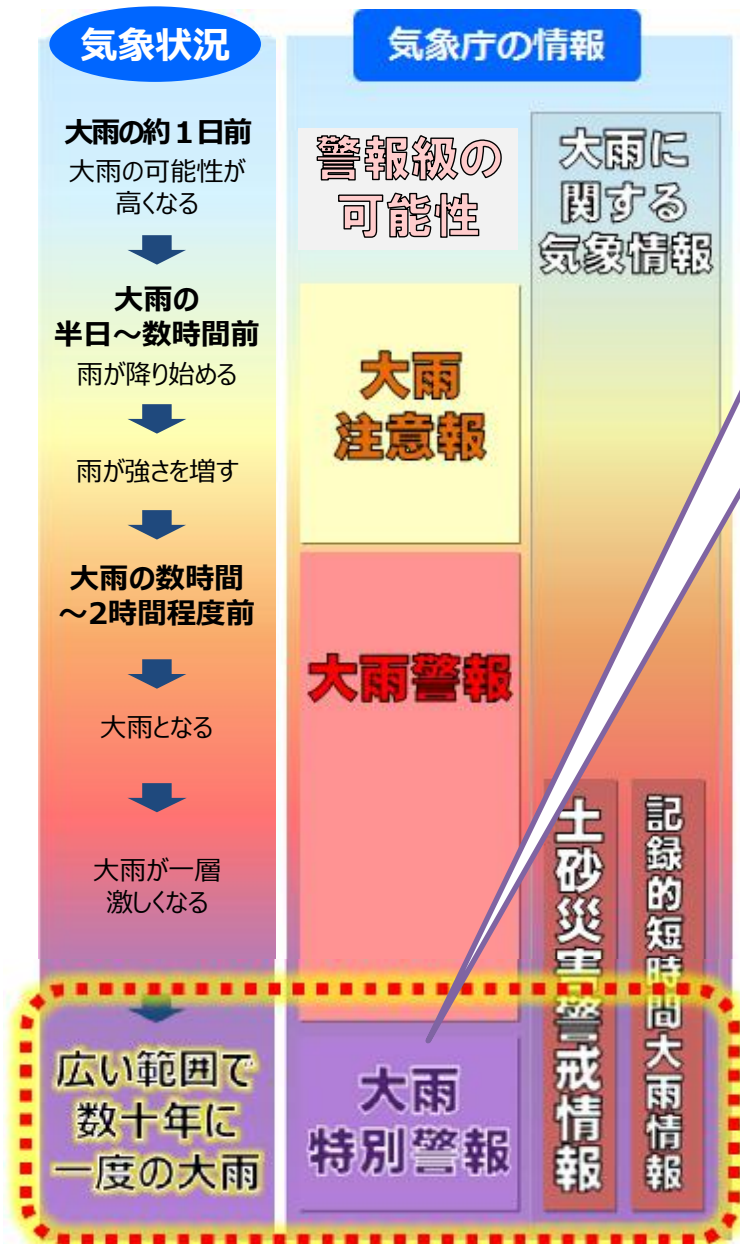 気象状況
気象庁の情報
大雨の約1日前
大雨の可能性が
高くなる
大雨の
半日～数時間前
雨が降り始める
雨が強さを増す
大雨の数時間
～2時間程度前
大雨となる
大雨が一層
激しくなる
広い範囲で
数十年に
一度の大雨
警報級の
可能性
大雨
注意報
大雨警報
大雨
特別警報
大雨に
関する
気象情報
土砂災害警戒情報
記録的短時間大雨情報